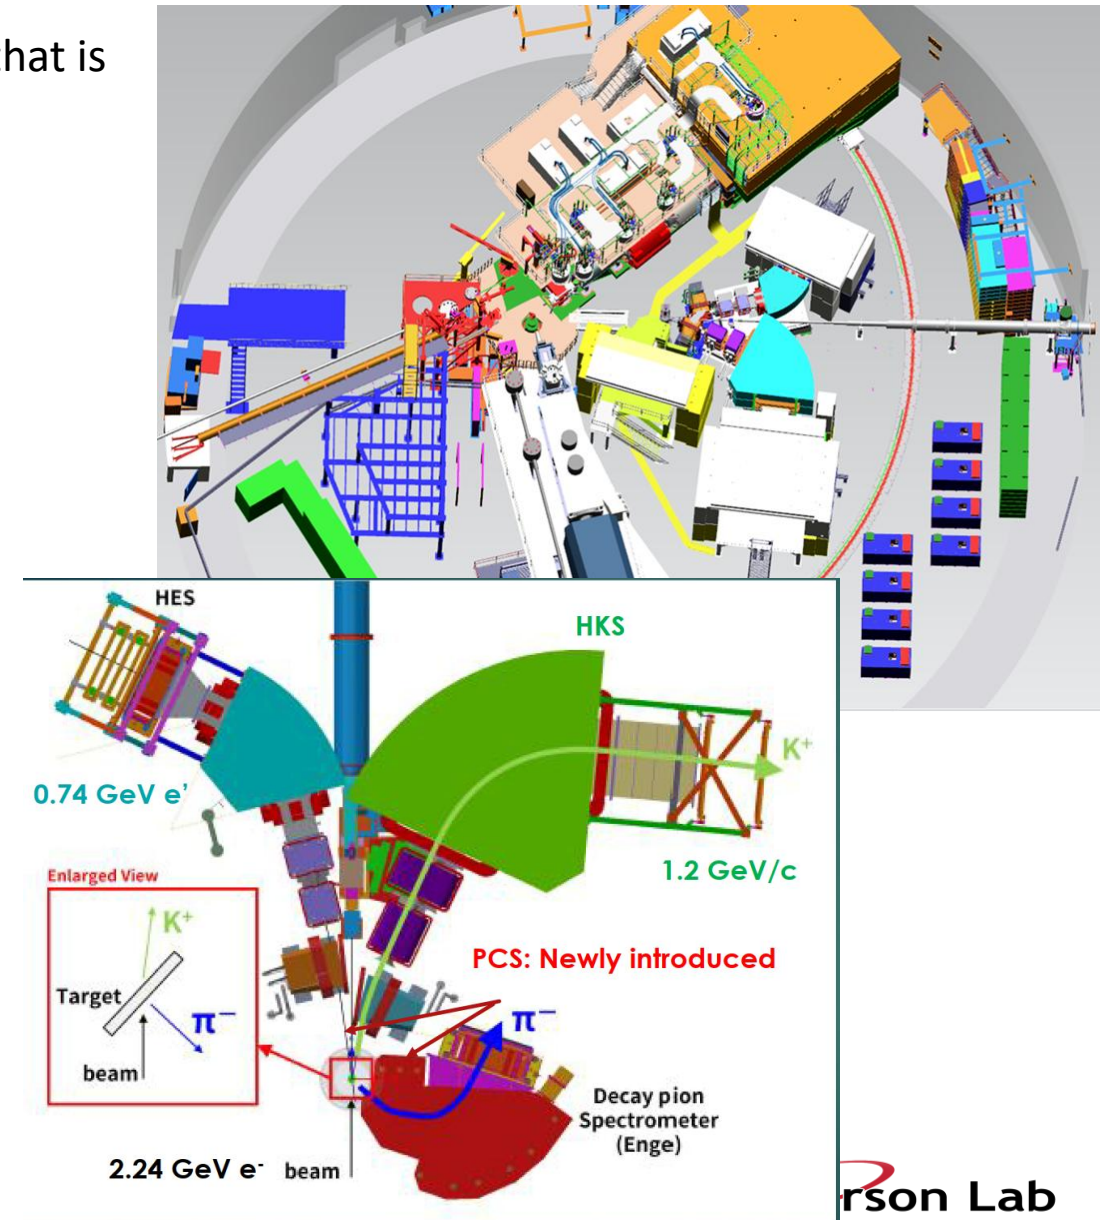 that is
HES
HKS
K⁺
0.74 GeV e’
1.2 GeV/c
Enlarged View
K⁺
Target
π⁻
beam
PCS: Newly introduced
π⁻
Decay pion
Spectrometer
(Enge)
2.24 GeV e⁻ beam
rson Lab